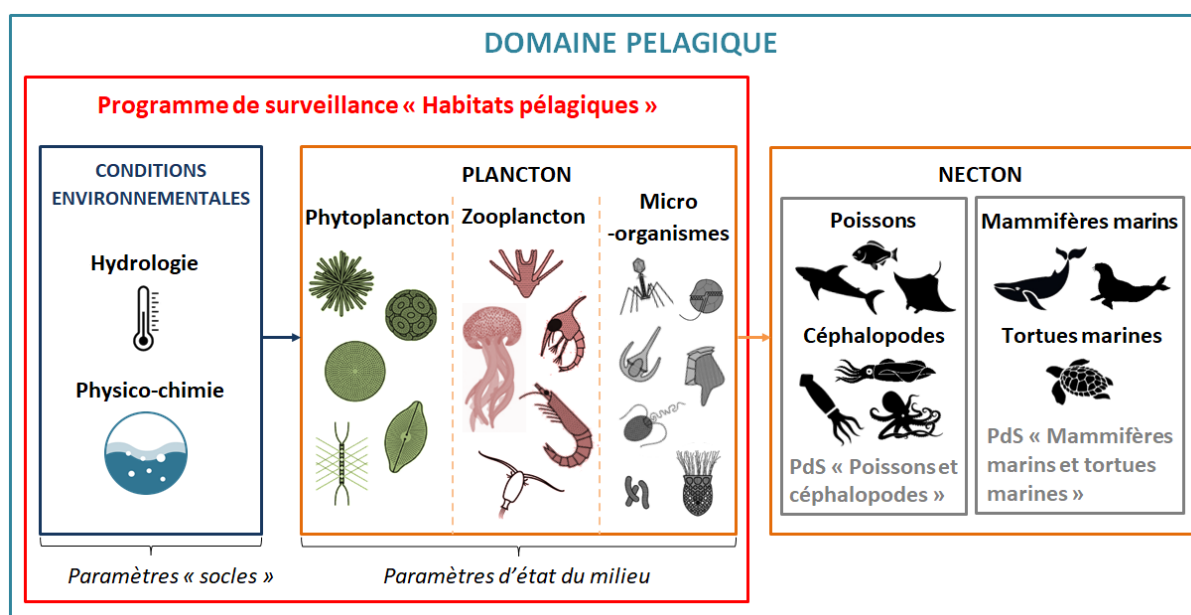 DOMAINE PELAGIQUE
Programme de surveillance « Habitats pélagiques »
CONDITIONS
ENVIRONNEMENTALES
Hydrologie
Physico-chimie
PLANCTON
Phytoplancton
Zooplancton
Micro
-organismes
NECTON
Poissons
Céphalopodes
PdS « Poissons et
céphalopodes »
Mammifères marins
Tortues marines
PdS « Mammifères
marins et tortues
marines »
Paramètres « socles »
Paramètres d’état du milieu